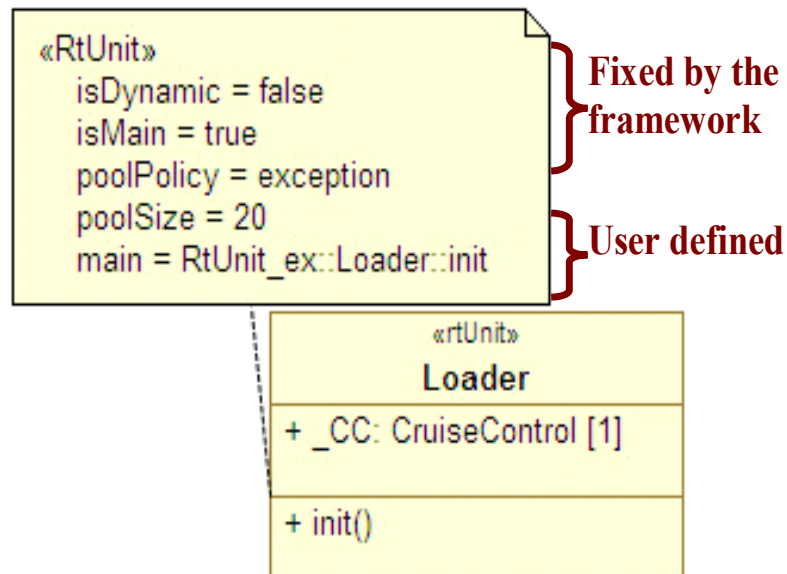 «RtUnit»
isDynamic = false
isMain = true
poolPolicy = exception
poolSize = 20
main = RtUnit_ex::Loader::init
Fixed by the
framework
User defined
«rtUnit»
Loader
+ _CC: CruiseControl [1]
+ init()